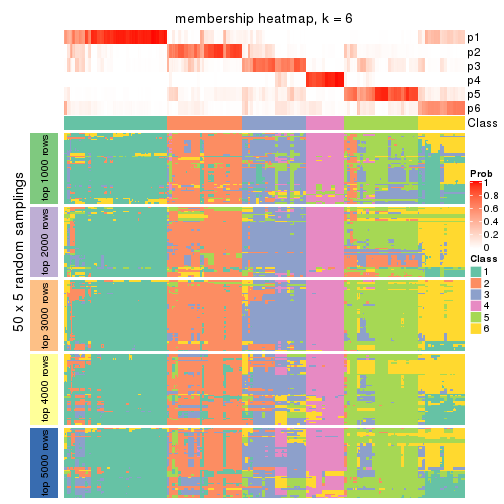 membership heatmap, k = 6
p1
p2
p3
p4
p5
p6
Class
50 x 5 random samplings
top 1000 rows
top 2000 rows
top 3000 rows
top 4000 rows
top 5000 rows
Prob
1
0.8
0.6
0.4
0.2
0
Class
1
2
3
4
5
6